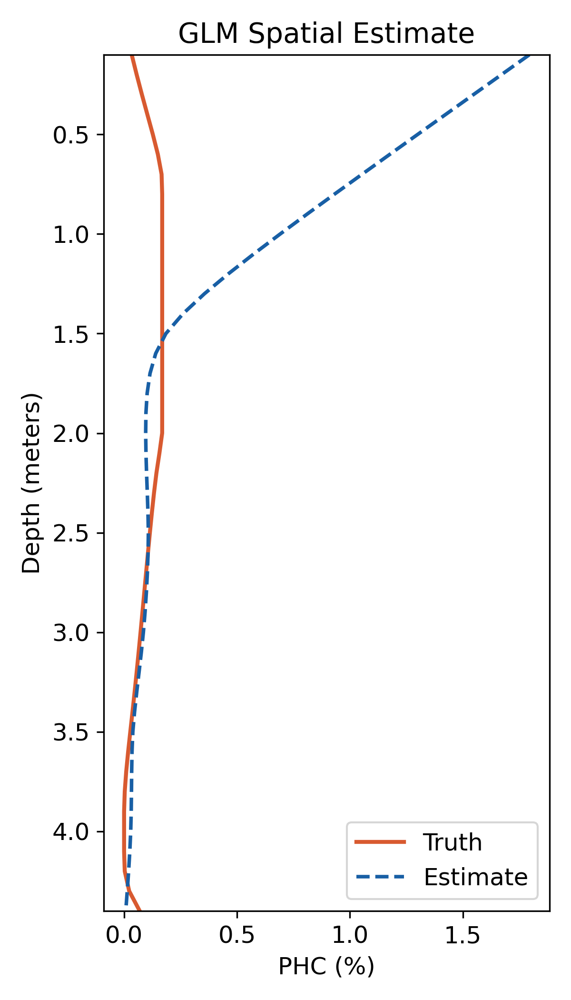 GLM Spatial Estimate
0.5
1.0
1.5
2.0
2.5
3.0
3.5
4.0
Depth (meters)
Truth
Estimate
0.0 0.5 1.0 1.5
PHC (%)